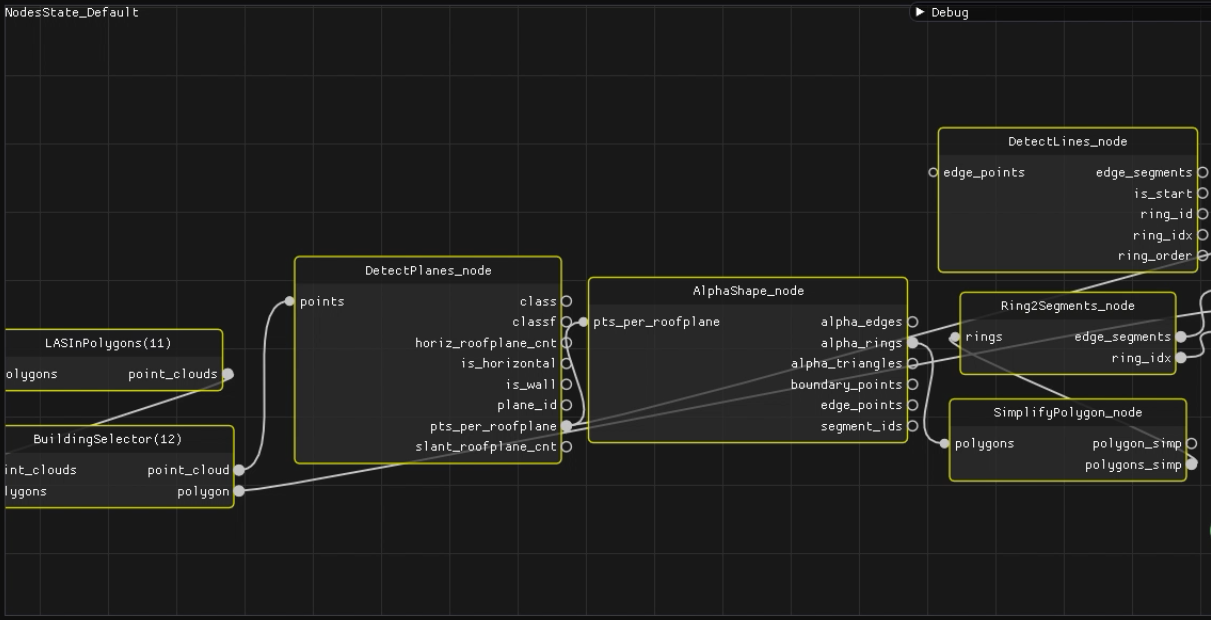 NodesState_Default
Debug
DetectLines_node
edge_points
edge_segments
is_start
ring_id
ring_idx
ring_order
DetectPlanes_node
points
class
classf
horiz_roofplane_cnt
is_horizontal
is_wall
plane_id
pts_per_roofplane
slant_roofplane_cnt
AlphaShape_node
pts_per_roofplane
alpha_edges
alpha_rings
alpha_triangles
boundary_points
edge_points
segment_ids
Ring2Segments_node
rings
edge_segments
ring_idx
LASInPolygons(11)
olygons
point_clouds
BuildingSelector(12)
int_clouds
point_cloud
lygons
polygon
SimplifyPolygon_node
polygons
polygon_simp
polygons_simp